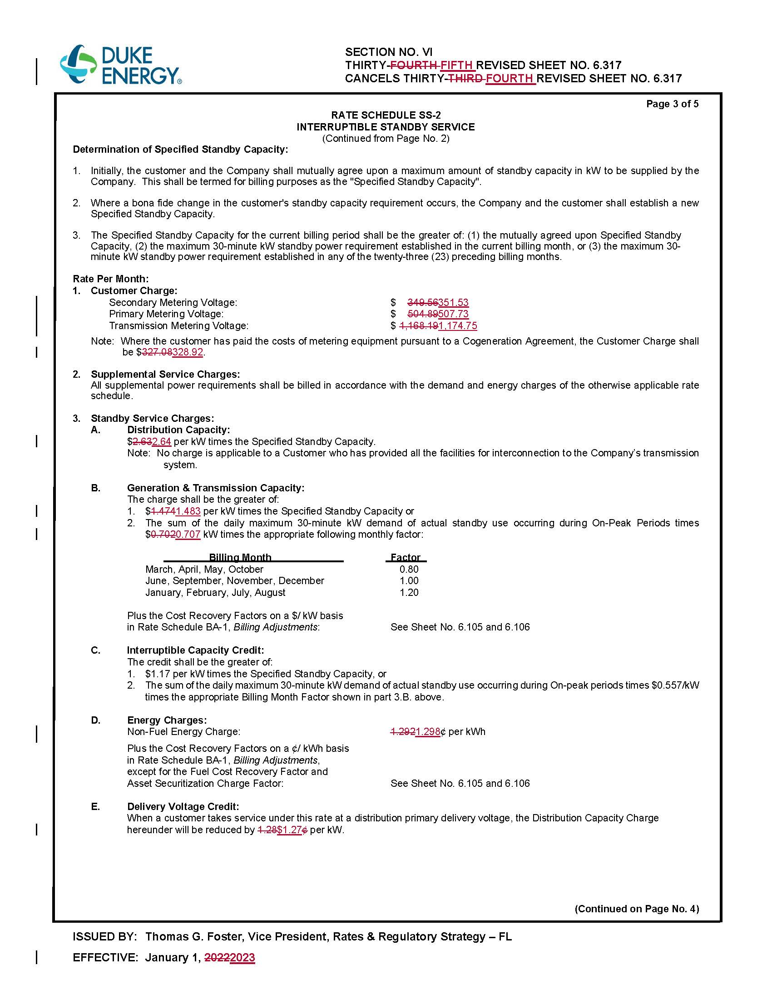 DUKE
ENERGY®
SECTION NO. VI
THIRTY-FOURTH FIFTH REVISED SHEET NO. 6.317
CANCELS THIRTY-THIRD FOURTH REVISED SHEET NO. 6.317
Page 3 of 5
RATE SCHEDULE SS-2
INTERRUPTIBLE STANDBY SERVICE
(Continued from Page No. 2)
Determination of Specified Standby Capacity:
1. Initially, the customer and the Company shall mutually agree upon a maximum amount of standby capacity in kW to be supplied by the
Company. This shall be termed for billing purposes as the "Specified Standby Capacity".
2. Where a bona fide change in the customer's standby capacity requirement occurs, the Company and the customer shall establish a new
Specified Standby Capacity.
3. The Specified Standby Capacity for the current billing period shall be the greater of: (1) the mutually agreed upon Specified Standby
Capacity, (2) the maximum 30-minute kW standby power requirement established in the current billing month, or (3) the maximum 30-
minute kW standby power requirement established in any of the twenty-three (23) preceding billing months.
Rate Per Month:
1. Customer Charge:
Secondary Metering Voltage: $ 349.56351.53
Primary Metering Voltage: $ 504.89507.73
Transmission Metering Voltage: $ 1,168.191,174.75
Note: Where the customer has paid the costs of metering equipment pursuant to a Cogeneration Agreement, the Customer Charge shall
be $327.08328.92.
2. Supplemental Service Charges:
All supplemental power requirements shall be billed in accordance with the demand and energy charges of the otherwise applicable rate
schedule.
3. Standby Service Charges:
A. Distribution Capacity:
$2.632.64 per kW times the Specified Standby Capacity.
Note: No charge is applicable to a Customer who has provided all the facilities for interconnection to the Company's transmission
system.
B. Generation & Transmission Capacity:
The charge shall be the greater of:
1. $1.4741.483 per kW times the Specified Standby Capacity or
2. The sum of the daily maximum 30-minute kW demand of actual standby use occurring during On-Peak Periods times
$0.7020.707 kW times the appropriate following monthly factor:
Billing Month Factor
March, April, May, October 0.80
June, September, November, December 1.00
January, February, July, August 1.20
Plus the Cost Recovery Factors on a $/ kW basis
in Rate Schedule BA-1, Billing Adjustments: See Sheet No. 6.105 and 6.106
C. Interruptible Capacity Credit:
The credit shall be the greater of:
1. $1.17 per kW times the Specified Standby Capacity, or
2. The sum of the daily maximum 30-minute kW demand of actual standby use occurring during On-peak periods times $0.557/kW
times the appropriate Billing Month Factor shown in part 3.B. above.
D. Energy Charges:
Non-Fuel Energy Charge: 1.2921.298¢ per kWh
Plus the Cost Recovery Factors on a ¢/ kWh basis
in Rate Schedule BA-1, Billing Adjustments,
except for the Fuel Cost Recovery Factor and
Asset Securitization Charge Factor: See Sheet No. 6.105 and 6.106
E. Delivery Voltage Credit:
When a customer takes service under this rate at a distribution primary delivery voltage, the Distribution Capacity Charge
hereunder will be reduced by 1.28$1.27¢ per kW.
(Continued on Page No. 4)
ISSUED BY: Thomas G. Foster, Vice President, Rates & Regulatory Strategy – FL
EFFECTIVE: January 1, 20222023